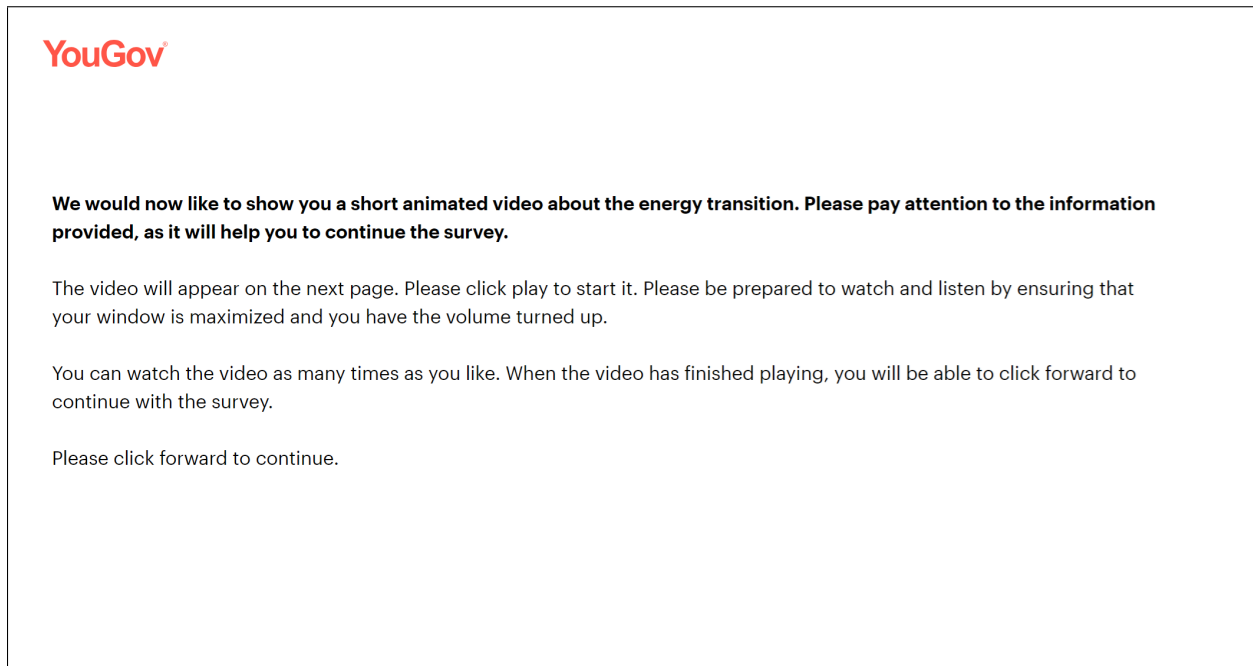 YouGov®
We would now like to show you a short animated video about the energy transition. Please pay attention to the information
provided, as it will help you to continue the survey.
The video will appear on the next page. Please click play to start it. Please be prepared to watch and listen by ensuring that
your window is maximized and you have the volume turned up.
You can watch the video as many times as you like. When the video has finished playing, you will be able to click forward to
continue with the survey.
Please click forward to continue.